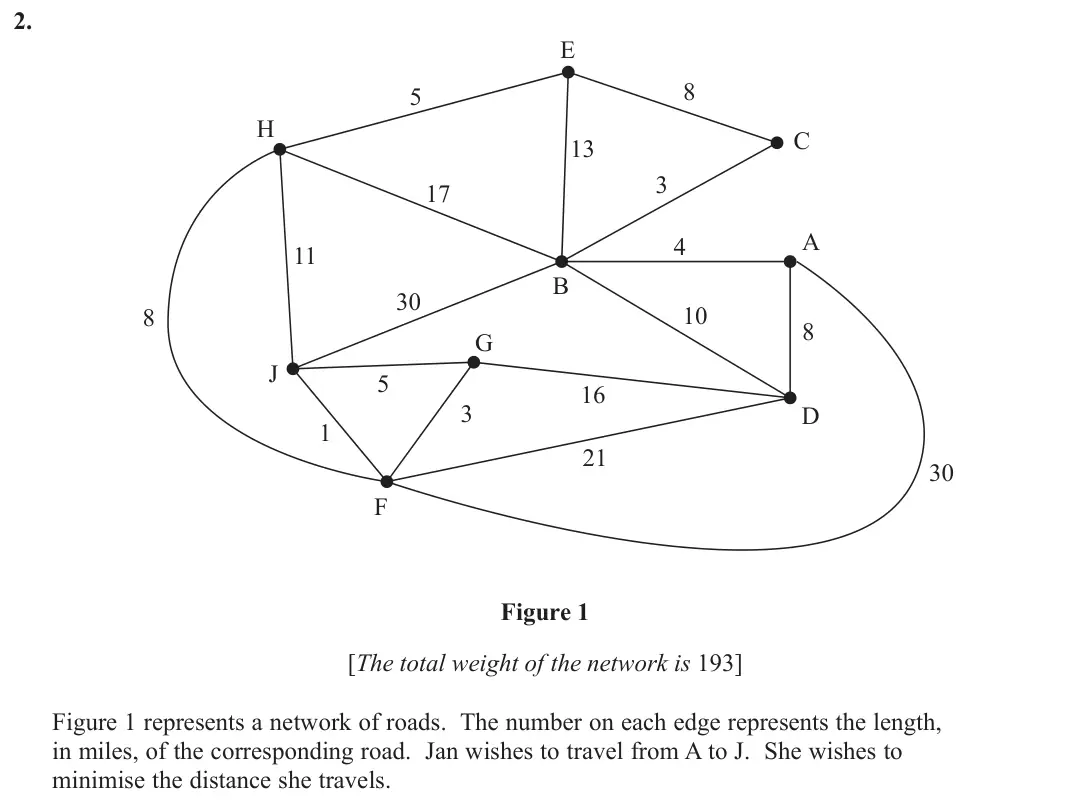 2.
E
5
8
H
C
13
3
17
4
A
11
B
30
10
8
8
G
J
5
16
3
D
1
21
30
F
Figure 1
[The total weight of the network is 193]
Figure 1 represents a network of roads. The number on each edge represents the length,
in miles, of the corresponding road. Jan wishes to travel from A to J. She wishes to
minimise the distance she travels.